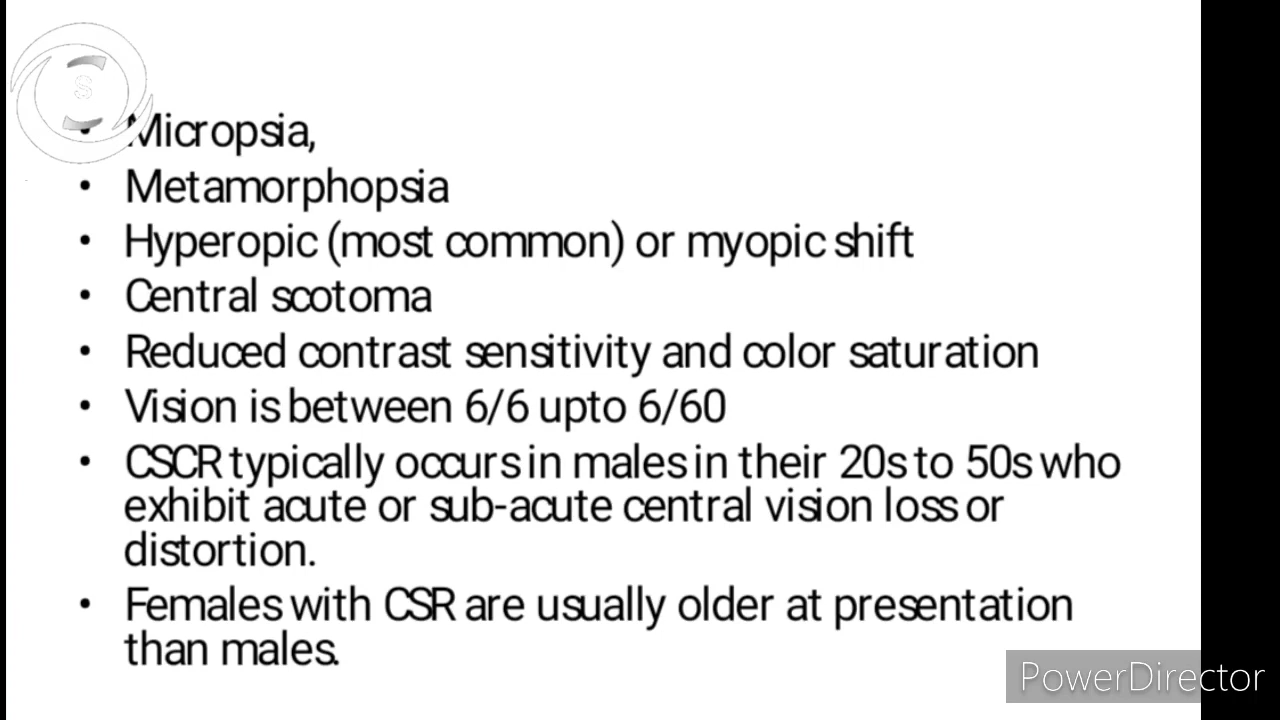 S
• Micropsia,
• Metamorphopsia
• Hyperopic (most common) or myopic shift
• Central scotoma
• Reduced contrast sensitivity and color saturation
• Vision is between 6/6 upto 6/60
• CSCR typically occurs in males in their 20s to 50s who
exhibit acute or sub-acute central vision loss or
distortion.
• Females with CSR are usually older at presentation
than males.
PowerDirector